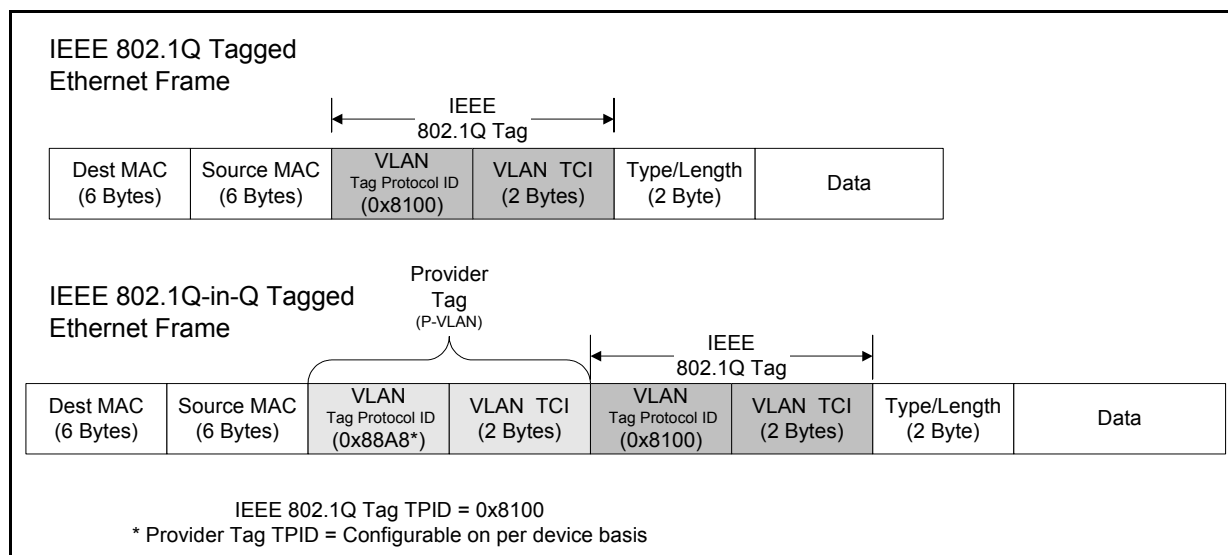 IEEE 802.1Q Tagged
Ethernet Frame
IEEE
802.1Q Tag
Dest MAC
(6 Bytes)
Source MAC
(6 Bytes)
VLAN
Tag Protocol ID
(0x8100)
VLAN TCI
(2 Bytes)
Type/Length
(2 Byte)
Data
IEEE 802.1Q-in-Q Tagged
Ethernet Frame
Provider
Tag
(P-VLAN)
IEEE
802.1Q Tag
Dest MAC
(6 Bytes)
Source MAC
(6 Bytes)
VLAN
Tag Protocol ID
(0x88A8*)
VLAN TCI
(2 Bytes)
VLAN
Tag Protocol ID
(0x8100)
VLAN TCI
(2 Bytes)
Type/Length
(2 Byte)
Data
IEEE 802.1Q Tag TPID = 0x8100
* Provider Tag TPID = Configurable on per device basis